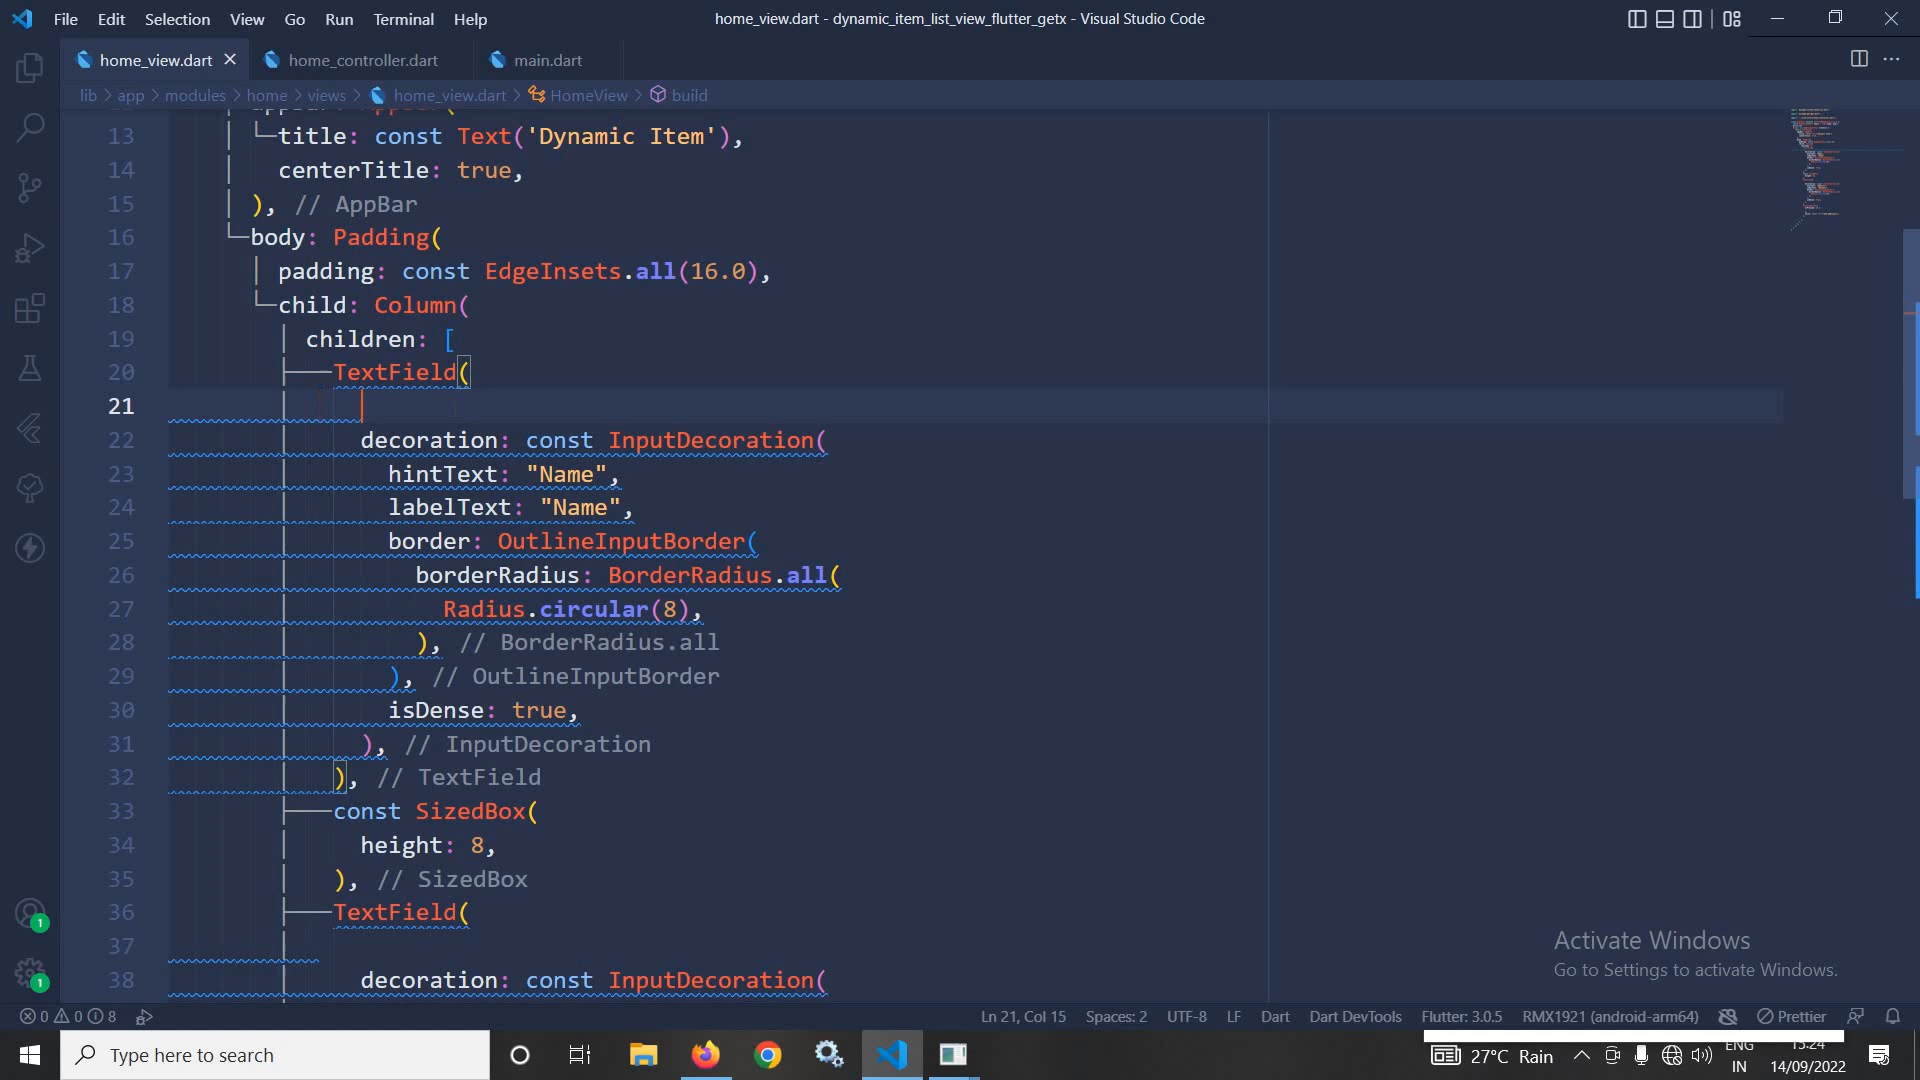 File Edit Selection View Go Run Terminal Help
home_view.dart - dynamic_item_list_view_flutter_getx - Visual Studio Code
home_view.dart home_controller.dart main.dart
lib > app > modules > home > views > home_view.dart > HomeView > build
13 title: const Text('Dynamic Item'),
14 centerTitle: true,
15 ), // AppBar
16 body: Padding(
17 padding: const EdgeInsets.all(16.0),
18 child: Column(
19 children: [
20 TextField(
21
22 decoration: const InputDecoration(
23 hintText: "Name",
24 labelText: "Name",
25 border: OutlineInputBorder(
26 borderRadius: BorderRadius.all(
27 Radius.circular(8),
28 ), // BorderRadius.all
29 ), // OutlineInputBorder
30 isDense: true,
31 ), // InputDecoration
32 ), // TextField
33 const SizedBox(
34 height: 8,
35 ), // SizedBox
36 TextField(
37
38 decoration: const InputDecoration(
Activate Windows
Go to Settings to activate Windows.
1
1
0 0 8 Ln 21, Col 15 Spaces: 2 UTF-8 LF Dart Dart DevTools Flutter: 3.0.5 RMX1921 (android-arm64) Prettier
Type here to search
27°C Rain
ENG
IN
15:24
14/09/2022